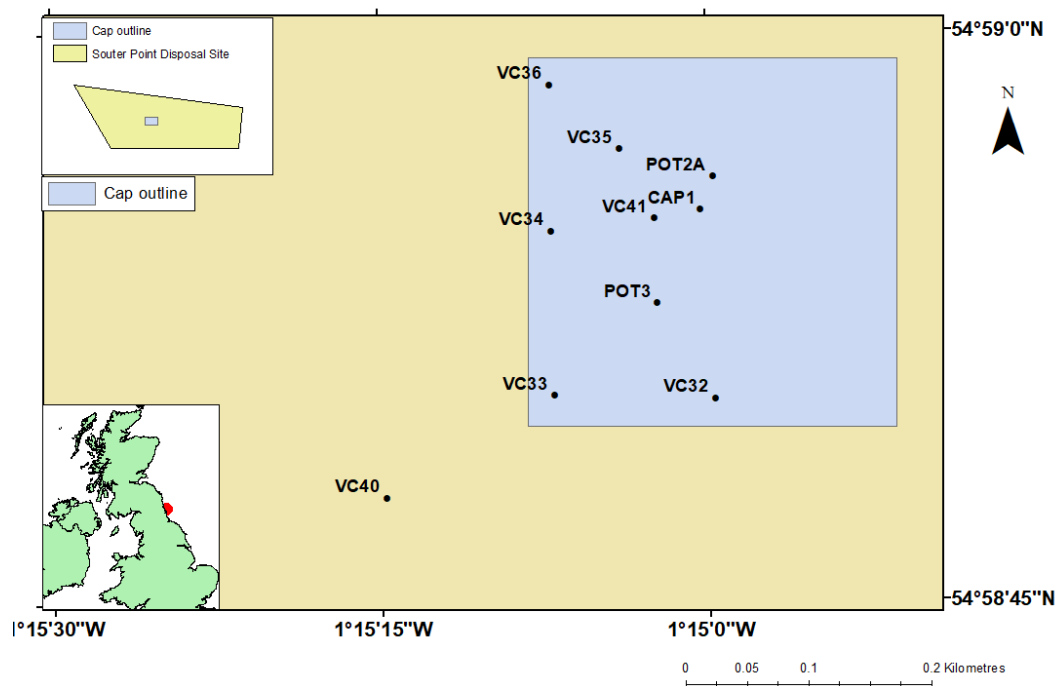 Cap outline
Souter Point Disposal Site
Cap outline
54°59'0"N
N
VC36
VC35
POT2A
CAP1
VC41
VC34
POT3
VC33
VC32
VC40
54°58'45"N
1°15'30"W
1°15'15"W
1°15'0"W
0 0.05 0.1 0.2 Kilometres